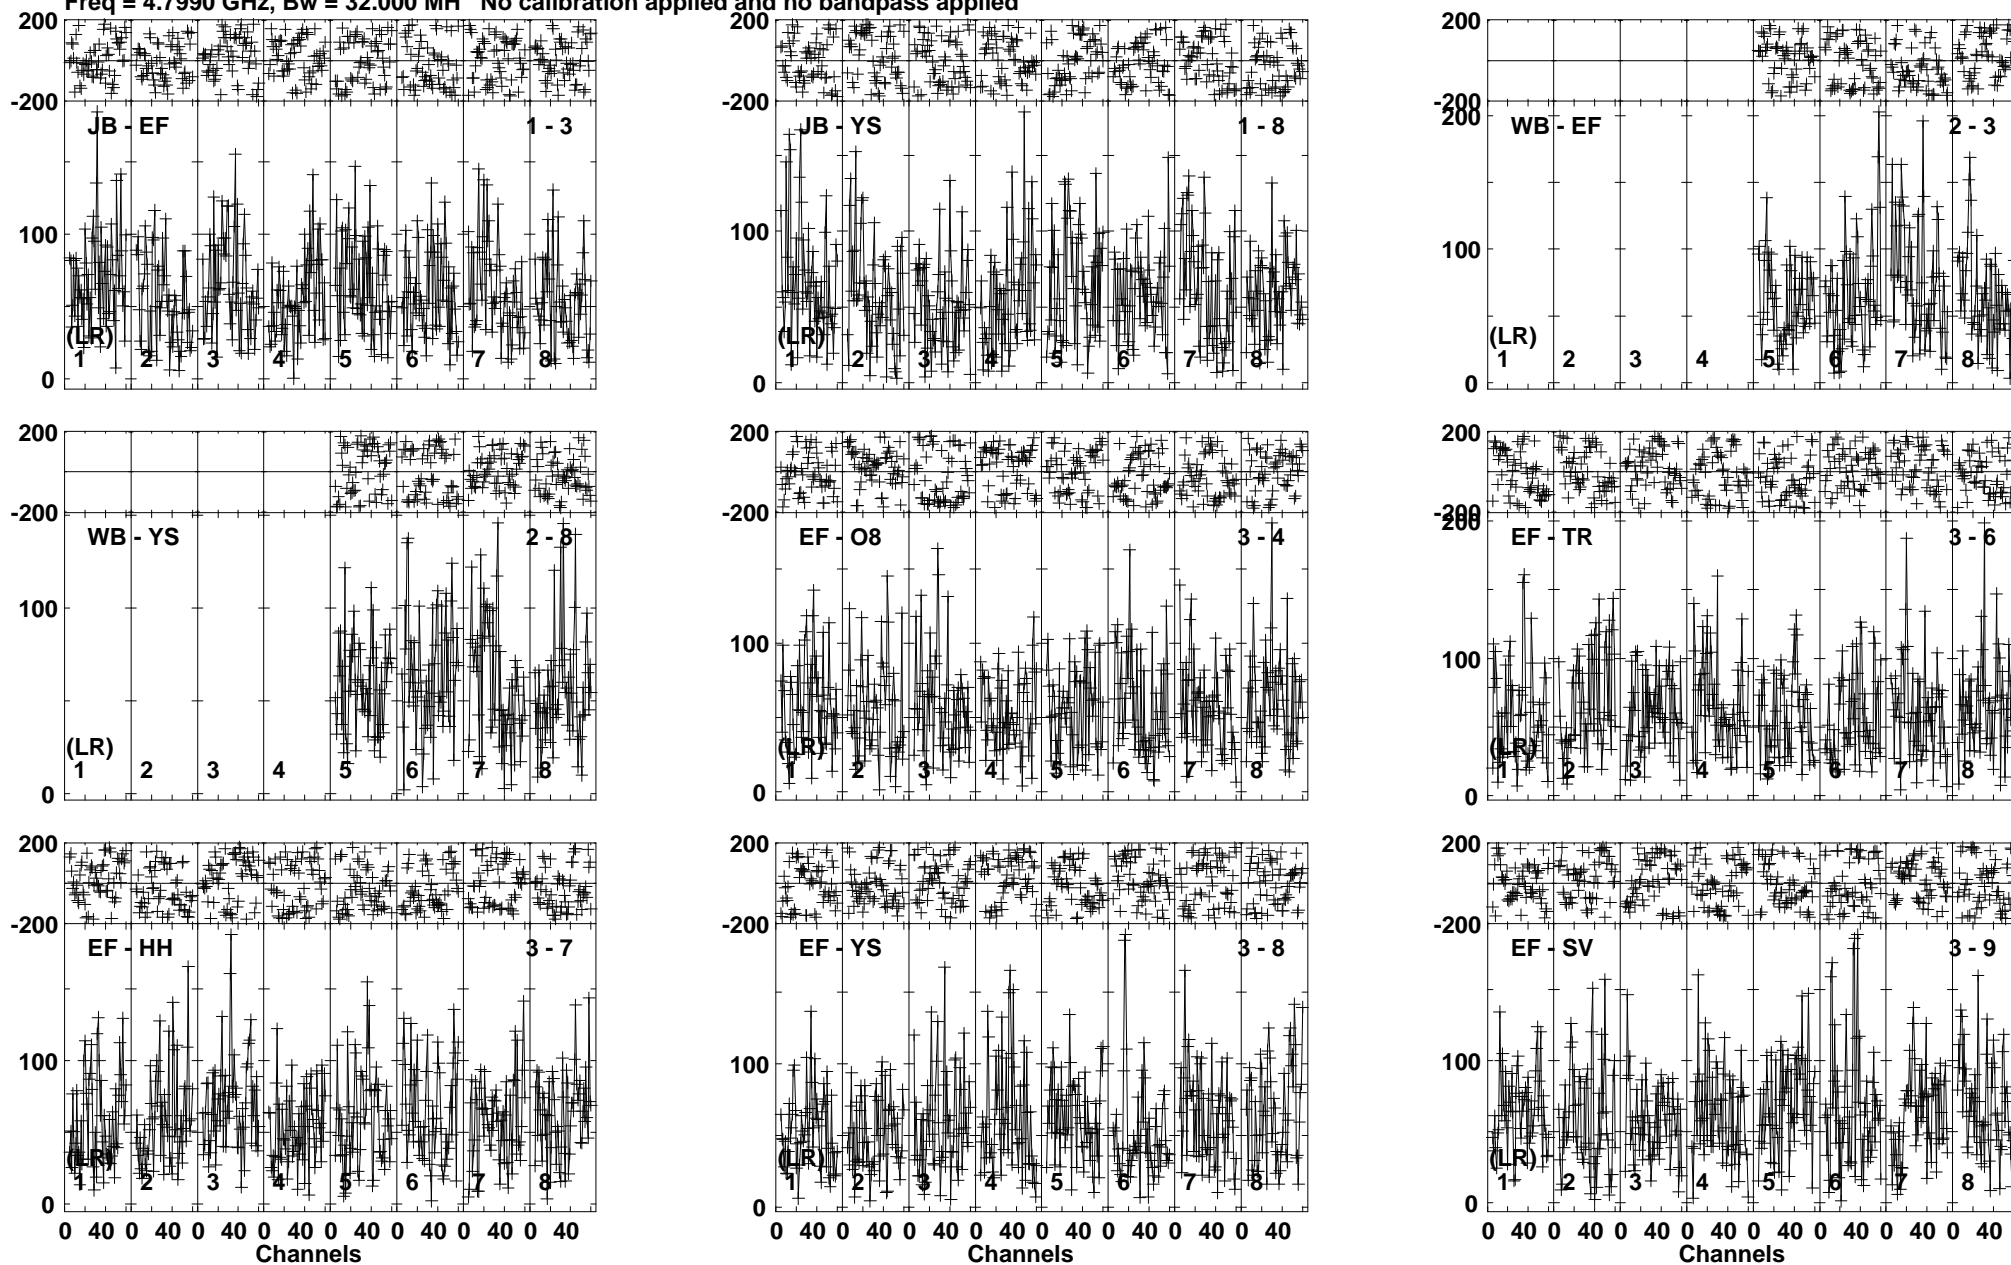 Freq = 4.7990 GHz, Bw = 32.000 MH No calibration applied and no bandpass applied
200
-200
JB - EF 1 - 3
100
(LR)
1 2 3 4 5 6 7 8
0
200
-200
JB - YS 1 - 8
100
(LR)
1 2 3 4 5 6 7 8
0
200
-200
200
WB - EF 2 - 3
100
(LR)
1 2 3 4 5 6 7 8
0
200
-200
WB - YS 2 - 8
100
(LR)
1 2 3 4 5 6 7 8
0
200
-200
EF - O8 3 - 4
100
(LR)
1 2 3 4 5 6 7 8
0
200
-200
200
EF - TR 3 - 6
100
(LR)
1 2 3 4 5 6 7 8
0
200
-200
EF - HH 3 - 7
100
(LR)
1 2 3 4 5 6 7 8
0
0 40 0 40 0 40 0 40 0 40 0 40 0 40 0 40
Channels
200
-200
EF - YS 3 - 8
100
(LR)
1 2 3 4 5 6 7 8
0
0 40 0 40 0 40 0 40 0 40 0 40 0 40 0 40
Channels
200
-200
EF - SV 3 - 9
100
(LR)
1 2 3 4 5 6 7 8
0
0 40 0 40 0 40 0 40 0 40 0 40 0 40 0 40
Channels